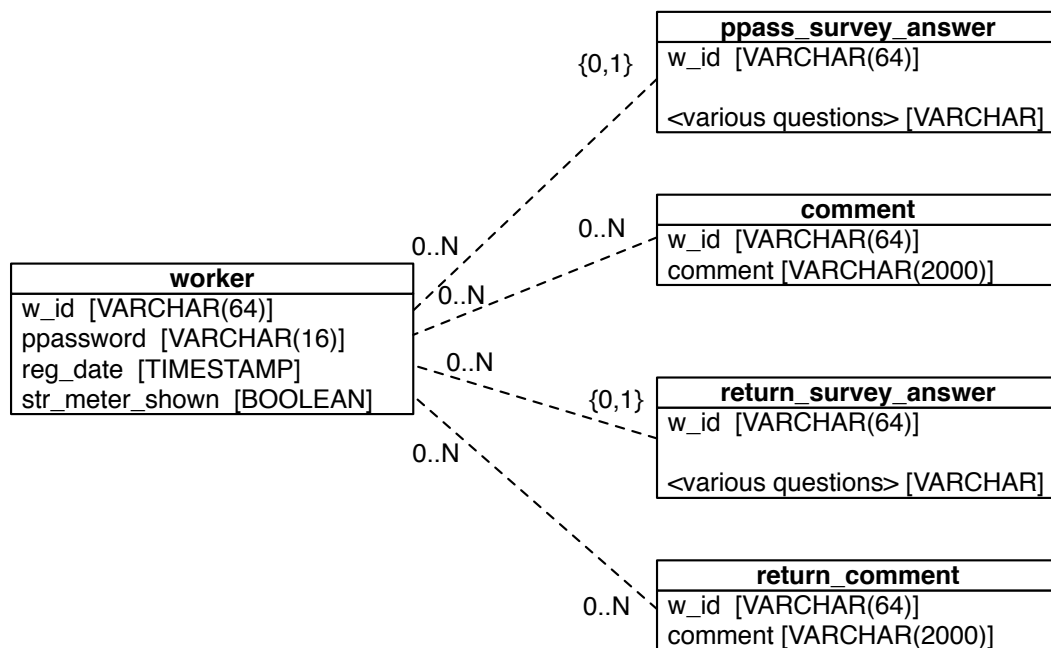 ppass_survey_answer
w_id [VARCHAR(64)]
<various questions> [VARCHAR]
{0,1}
0..N
comment
w_id [VARCHAR(64)]
comment [VARCHAR(2000)]
0..N
0..N
worker
w_id [VARCHAR(64)]
ppassword [VARCHAR(16)]
reg_date [TIMESTAMP]
str_meter_shown [BOOLEAN]
0..N
{0,1}
return_survey_answer
w_id [VARCHAR(64)]
<various questions> [VARCHAR]
0..N
0..N
return_comment
w_id [VARCHAR(64)]
comment [VARCHAR(2000)]